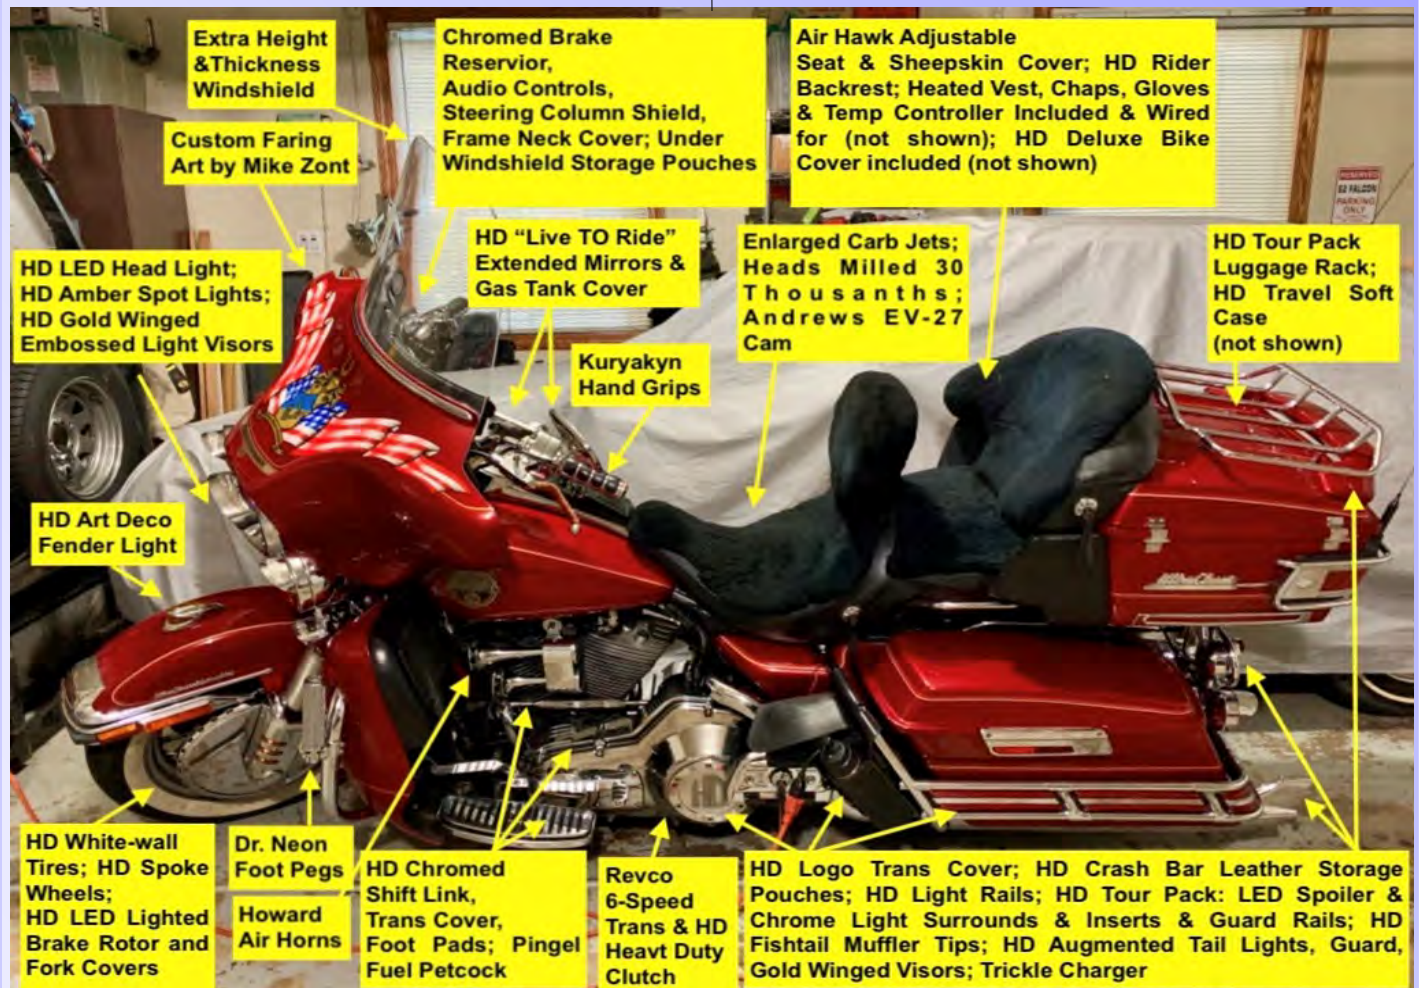 Extra Height
&Thickness
Windshield
Chromed Brake
Reservior,
Audio Controls,
Steering Column Shield,
Frame Neck Cover; Under
Windshield Storage Pouches
Air Hawk Adjustable
Seat & Sheepskin Cover; HD Rider
Backrest; Heated Vest, Chaps, Gloves
& Temp Controller Included & Wired
for (not shown); HD Deluxe Bike
Cover included (not shown)
Custom Faring
Art by Mike Zont
RESERVED
62 FALCON
PARKING
ONLY
HD LED Head Light;
HD Amber Spot Lights;
HD Gold Winged
Embossed Light Visors
HD “Live TO Ride”
Extended Mirrors &
Gas Tank Cover
Enlarged Carb Jets;
Heads Milled 30
Thousanths;
Andrews EV-27
Cam
HD Tour Pack
Luggage Rack;
HD Travel Soft
Case
(not shown)
Kuryakyn
Hand Grips
HD Art Deco
Fender Light
Ultra Classic
HD White-wall
Tires; HD Spoke
Wheels;
HD LED Lighted
Brake Rotor and
Fork Covers
Dr. Neon
Foot Pegs
Howard
Air Horns
HD Chromed
Shift Link,
Trans Cover,
Foot Pads; Pingel
Fuel Petcock
Revco
6-Speed
Trans & HD
Heavt Duty
Clutch
HD Logo Trans Cover; HD Crash Bar Leather Storage
Pouches; HD Light Rails; HD Tour Pack: LED Spoiler &
Chrome Light Surrounds & Inserts & Guard Rails; HD
Fishtail Muffler Tips; HD Augmented Tail Lights, Guard,
Gold Winged Visors; Trickle Charger